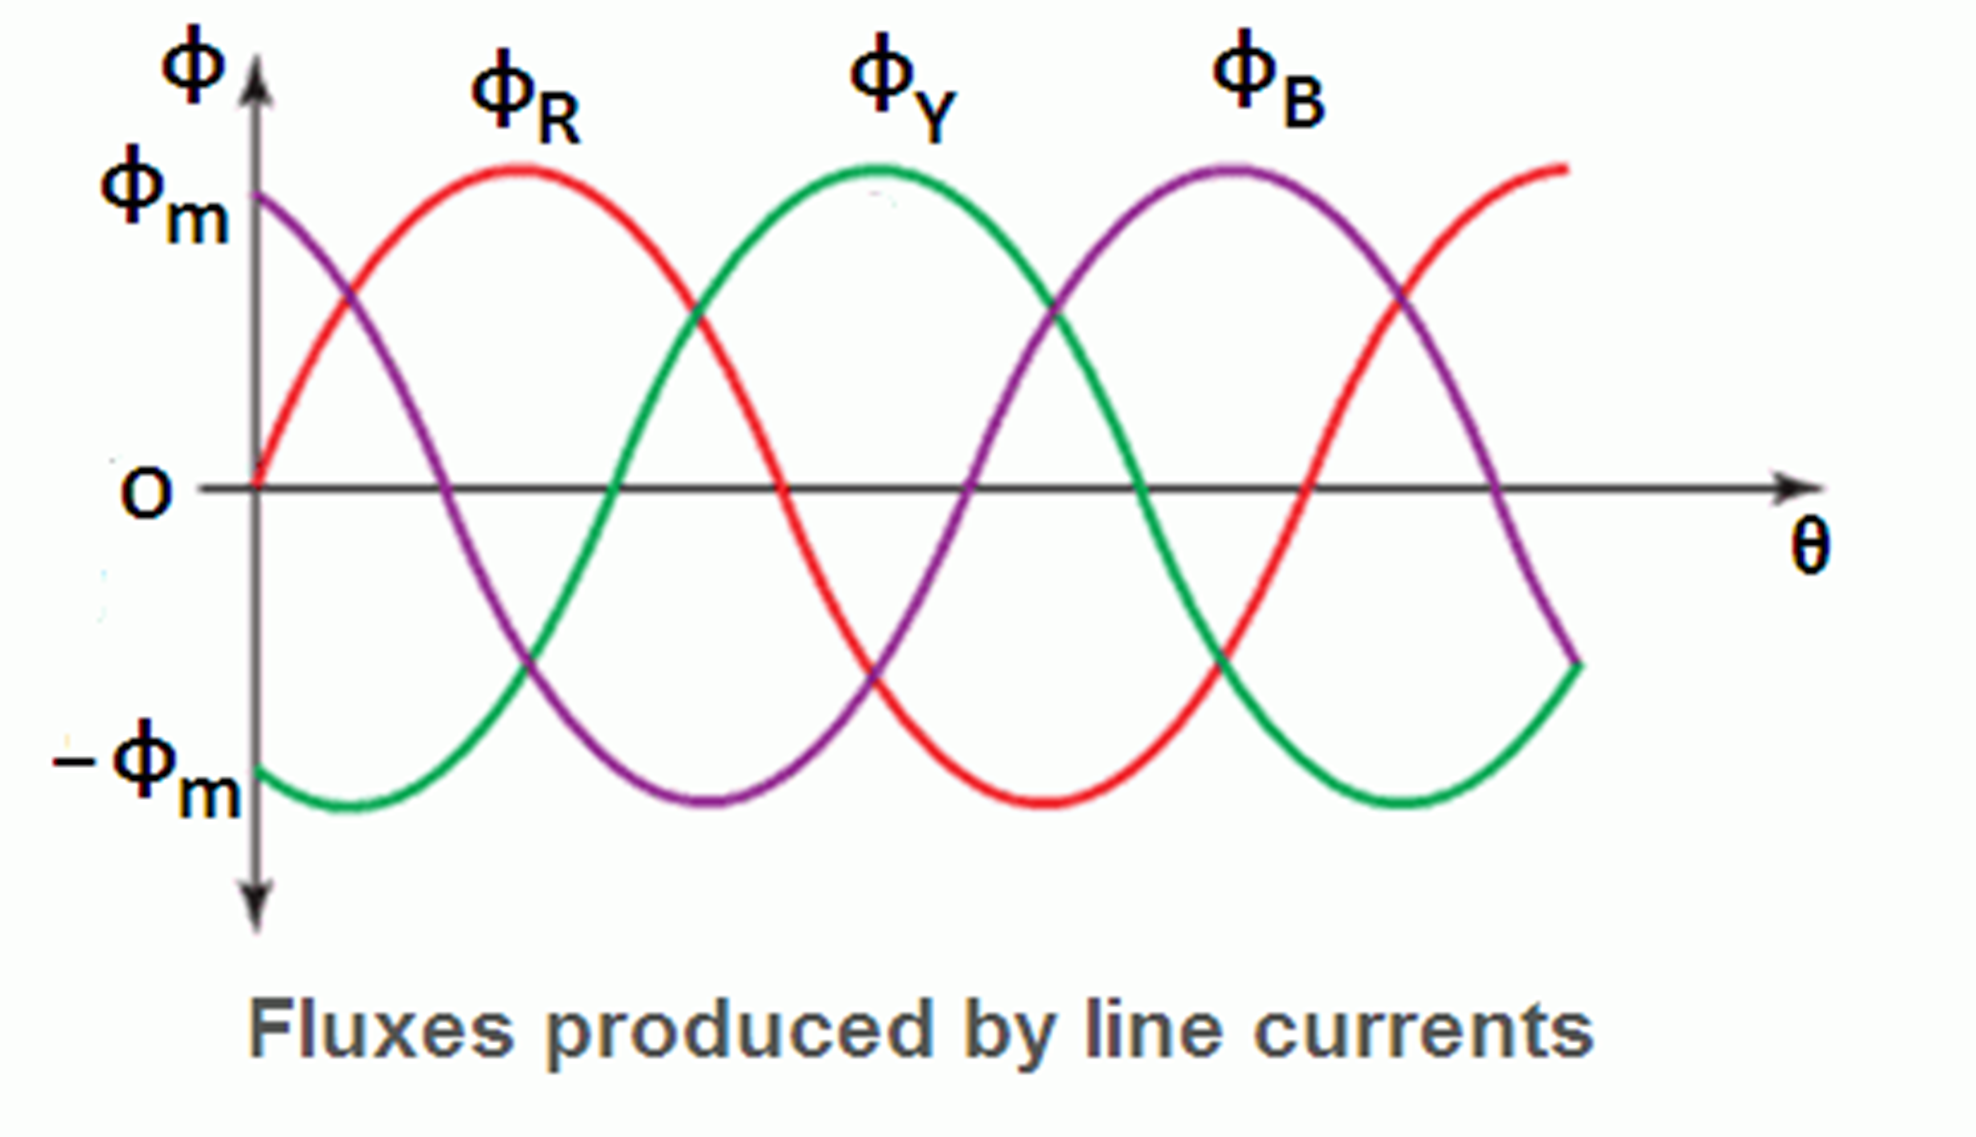 ϕ
ϕR
ϕY
ϕB
ϕm
O
θ
-ϕm
Fluxes produced by line currents